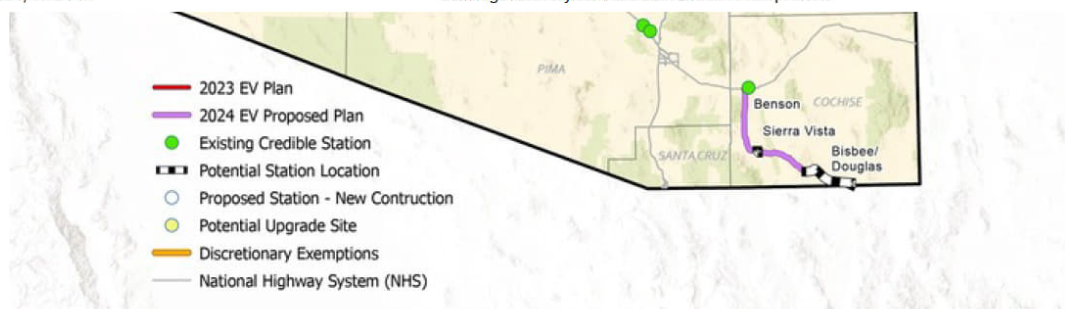 PIMA
Benson
COCHISE
Sierra Vista
SANTA CRUZ
Bisbee/
Douglas
2023 EV Plan
2024 EV Proposed Plan
Existing Credible Station
Potential Station Location
Proposed Station - New Contruction
Potential Upgrade Site
Discretionary Exemptions
National Highway System (NHS)